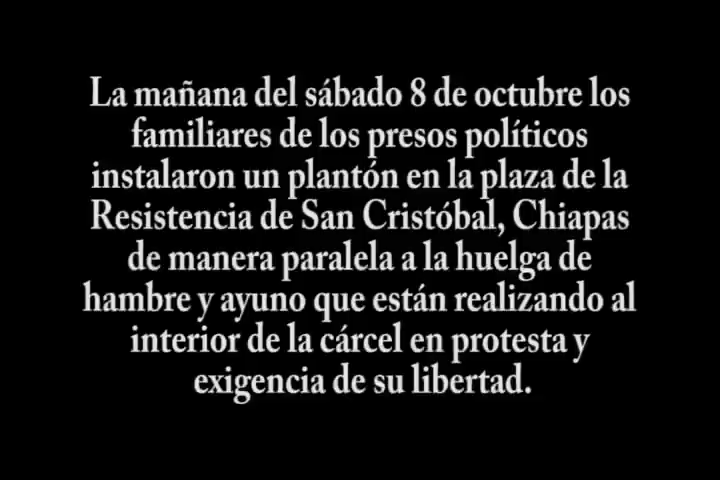 La mañana del sábado 8 de octubre los
familiares de los presos políticos
instalaron un plantón en la plaza de la
Resistencia de San Cristóbal, Chiapas
de manera paralela a la huelga de
hambre y ayuno que están realizando al
interior de la cárcel en protesta y
exigencia de su libertad.